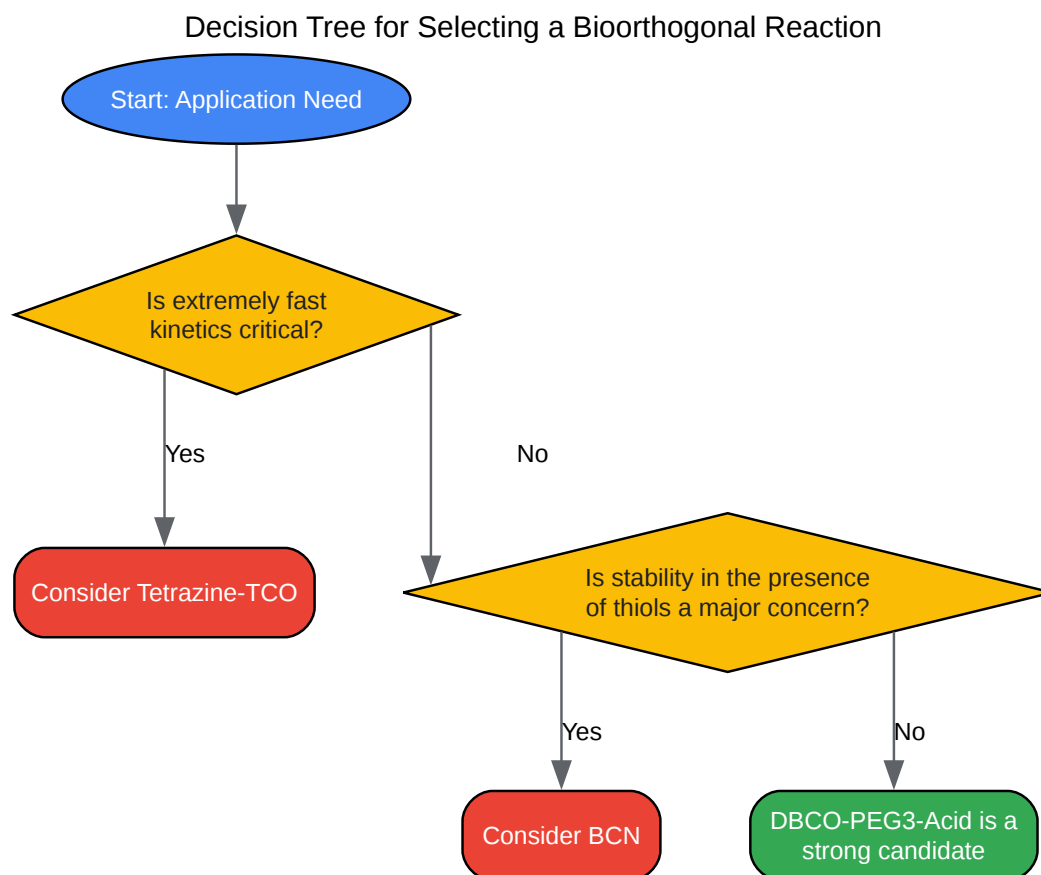 Decision Tree for Selecting a Bioorthogonal Reaction
Start: Application Need
Is extremely fast
kinetics critical?
Yes
No
Consider Tetrazine-TCO
Is stability in the presence
of thiols a major concern?
Yes
No
Consider BCN
DBCO-PEG3-Acid is a
strong candidate